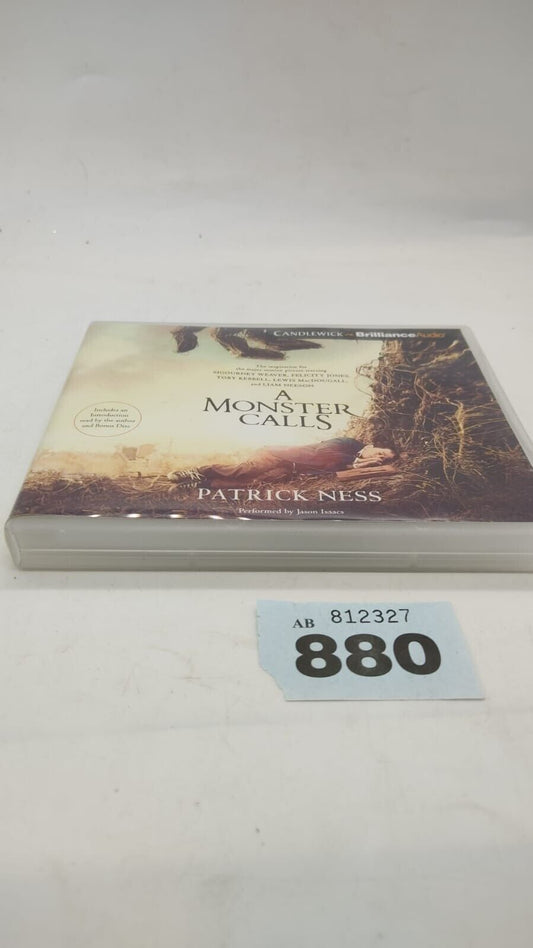 CANDLEWICK BrillianceAudio
The inspiration for
the major motion picture starring
SIGOURNEY WEAVER, FELICITY JONES,
TOBY KEBBELL, LEWIS MACDOUGALL,
and LIAM NEESON
A
MONSTER
CALLS
Includes an
Introduction
read by the author
and Bonus Disc
PATRICK NESS
Performed by Jason Isaacs
AB 812327
880